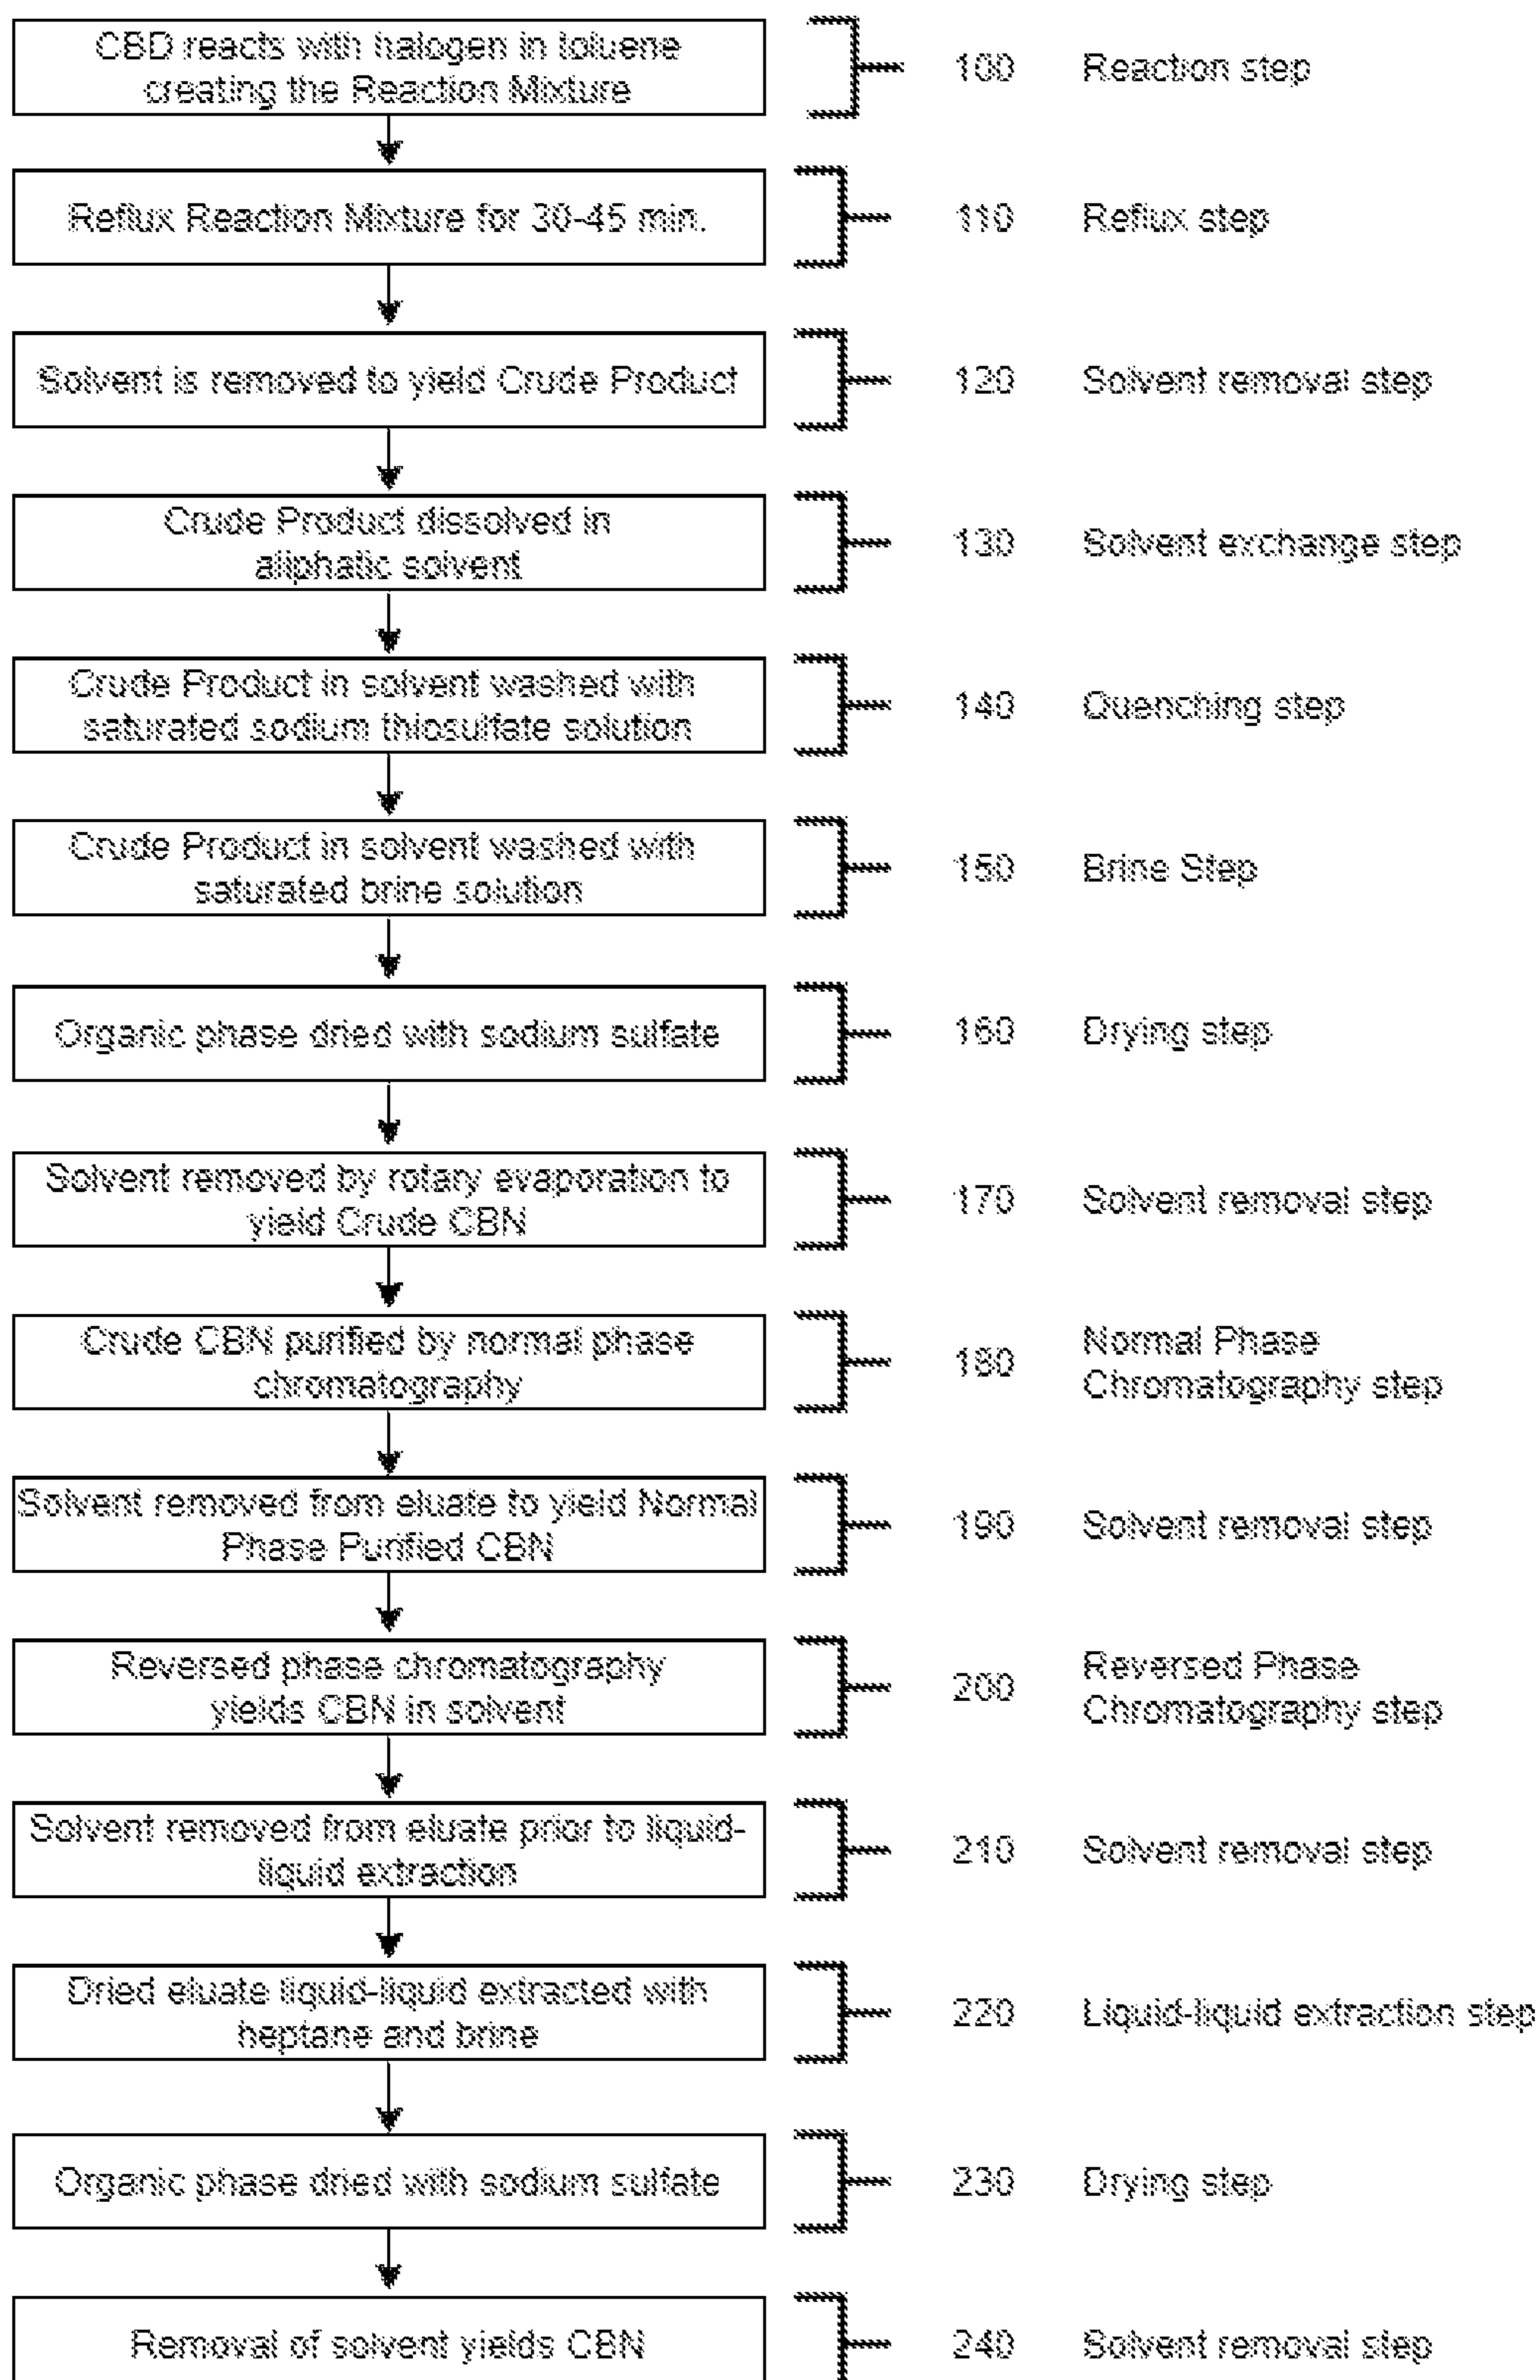 CBD reacts with halogen in toluene
creating the Reaction Mixture
100 Reaction step
Reflux Reaction Mixture for 30-45 min.
110 Reflux step
Solvent is removed to yield Crude Product
120 Solvent removal step
Crude Product dissolved in
aliphatic solvent
130 Solvent exchange step
Crude Product in solvent washed with
saturated sodium thiosulfate solution
140 Quenching step
Crude Product in solvent washed with
saturated brine solution
150 Brine Step
Organic phase dried with sodium sulfate
160 Drying step
Solvent removed by rotary evaporation to
yield Crude CBN
170 Solvent removal step
Crude CBN purified by normal phase
chromatography
180 Normal Phase
Chromatography step
Solvent removed from eluate to yield Normal
Phase Purified CBN
190 Solvent removal step
Reversed phase chromatography
yields CBN in solvent
200 Reversed Phase
Chromatography step
Solvent removed from eluate prior to liquid-
liquid extraction
210 Solvent removal step
Dried eluate liquid-liquid extracted with
heptane and brine
220 Liquid-liquid extraction step
Organic phase dried with sodium sulfate
230 Drying step
Removal of solvent yields CBN
240 Solvent removal step